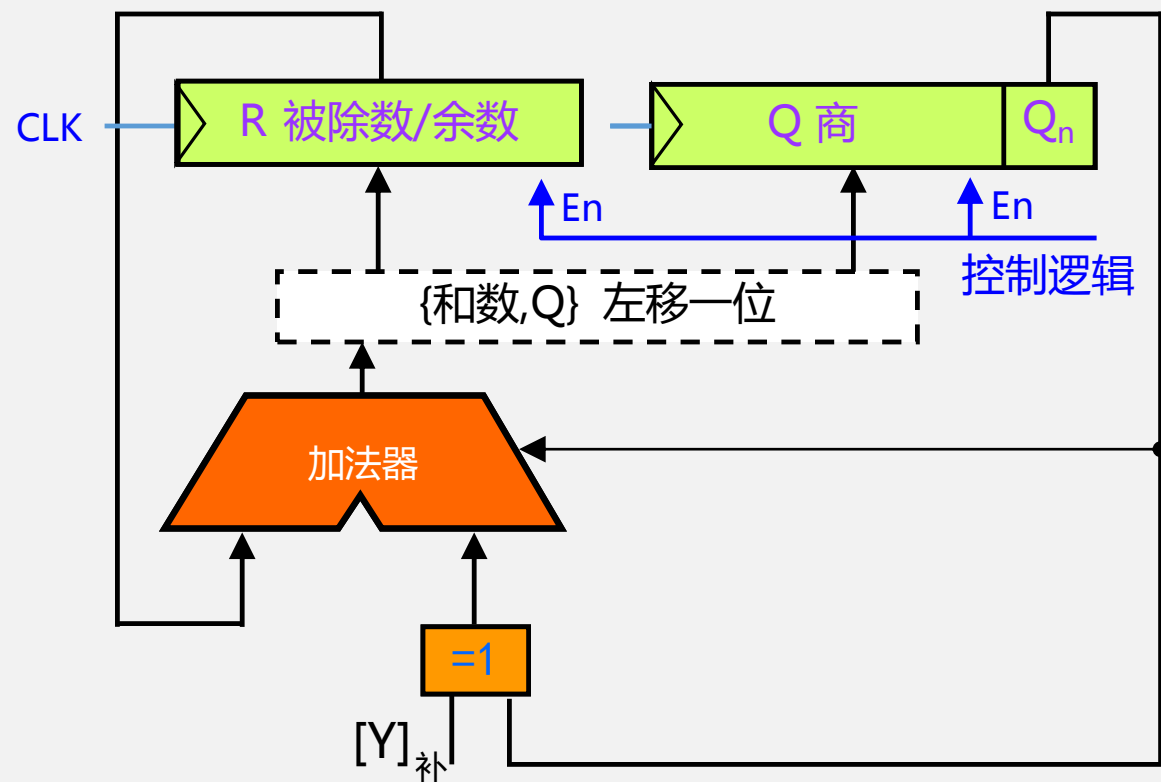 CLK
R 被除数/余数
Q 商
Qn
En
En
控制逻辑
{和数,Q} 左移一位
加法器
=1
[Y]补